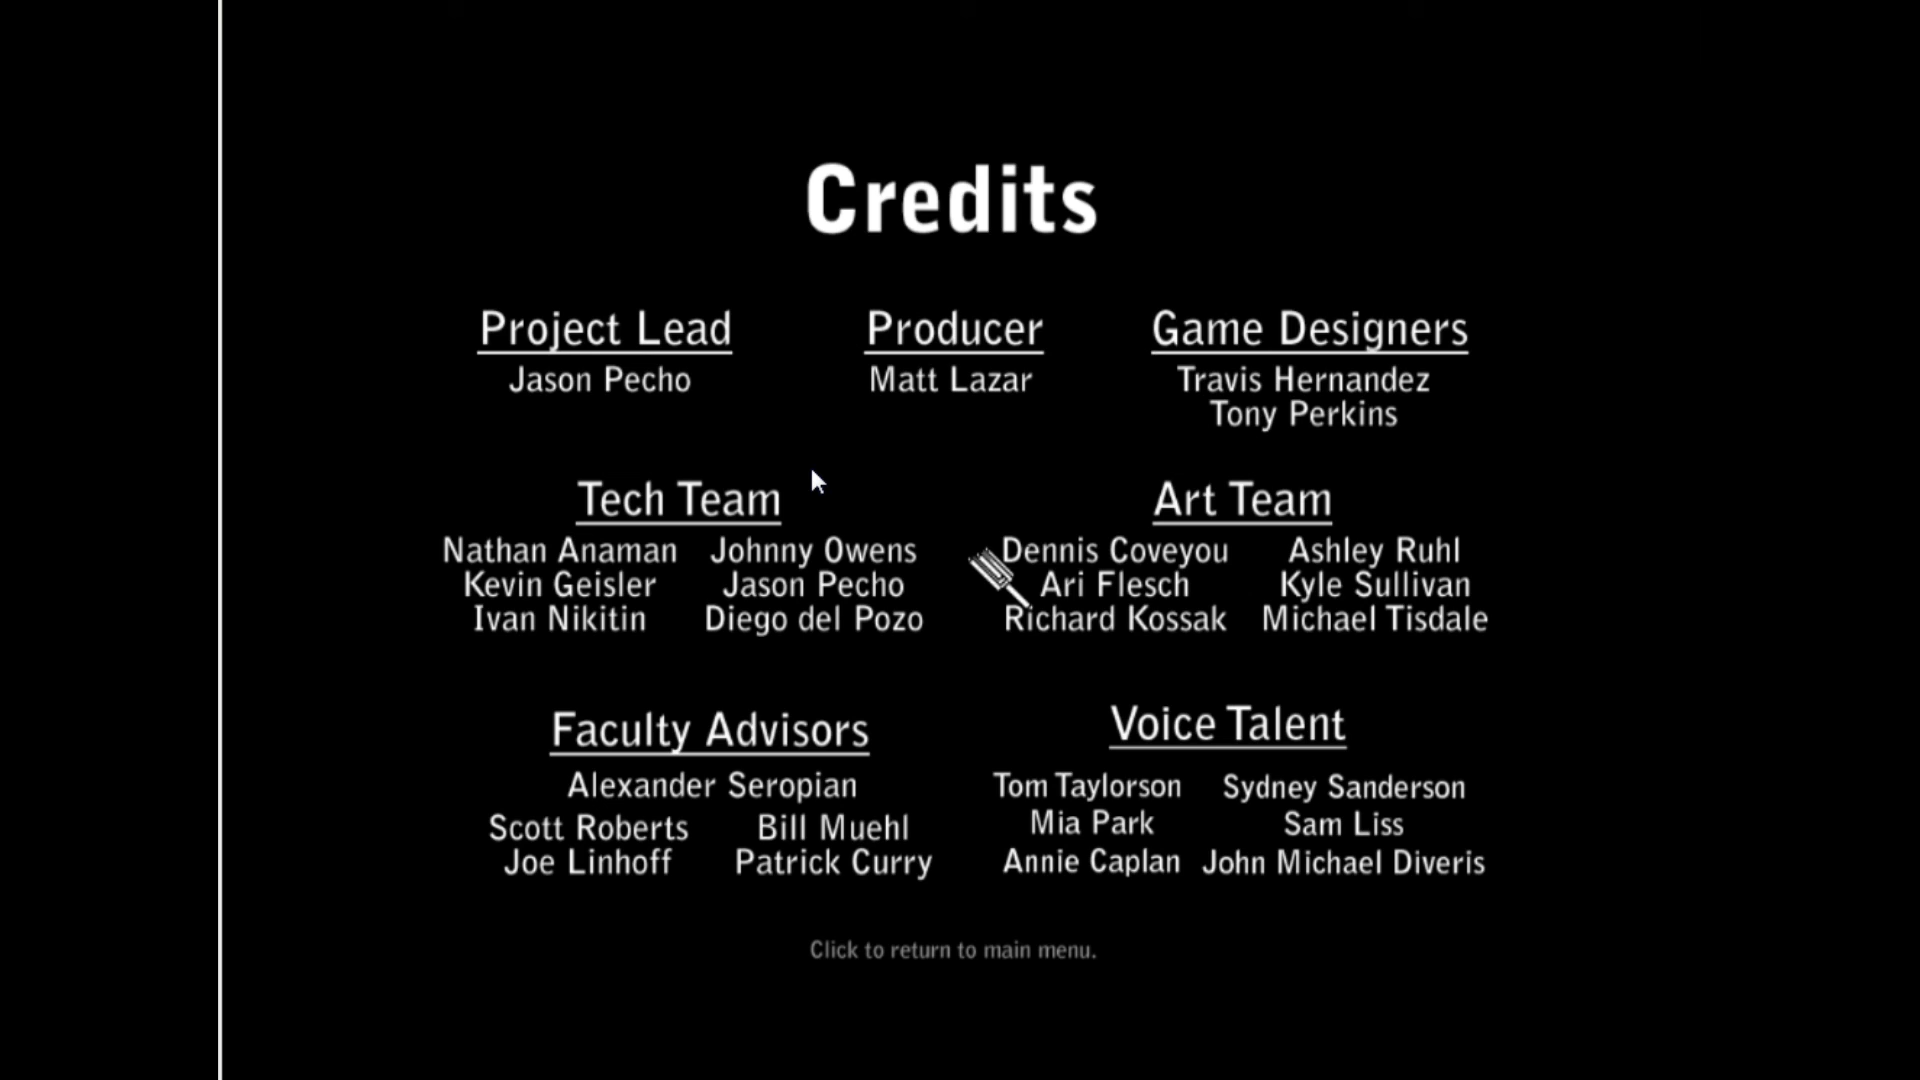 Credits
Project Lead
Jason Pecho
Producer
Matt Lazar
Game Designers
Travis Hernandez
Tony Perkins
Tech Team
Nathan Anaman Johnny Owens
Kevin Geisler Jason Pecho
Ivan Nikitin Diego del Pozo
Art Team
Dennis Coveyou Ashley Ruhl
Ari Flesch Kyle Sullivan
Richard Kossak Michael Tisdale
Faculty Advisors
Alexander Seropian
Scott Roberts Bill Muehl
Joe Linhoff Patrick Curry
Voice Talent
Tom Taylorson Sydney Sanderson
Mia Park Sam Liss
Annie Caplan John Michael Diveris
Click to return to main menu.